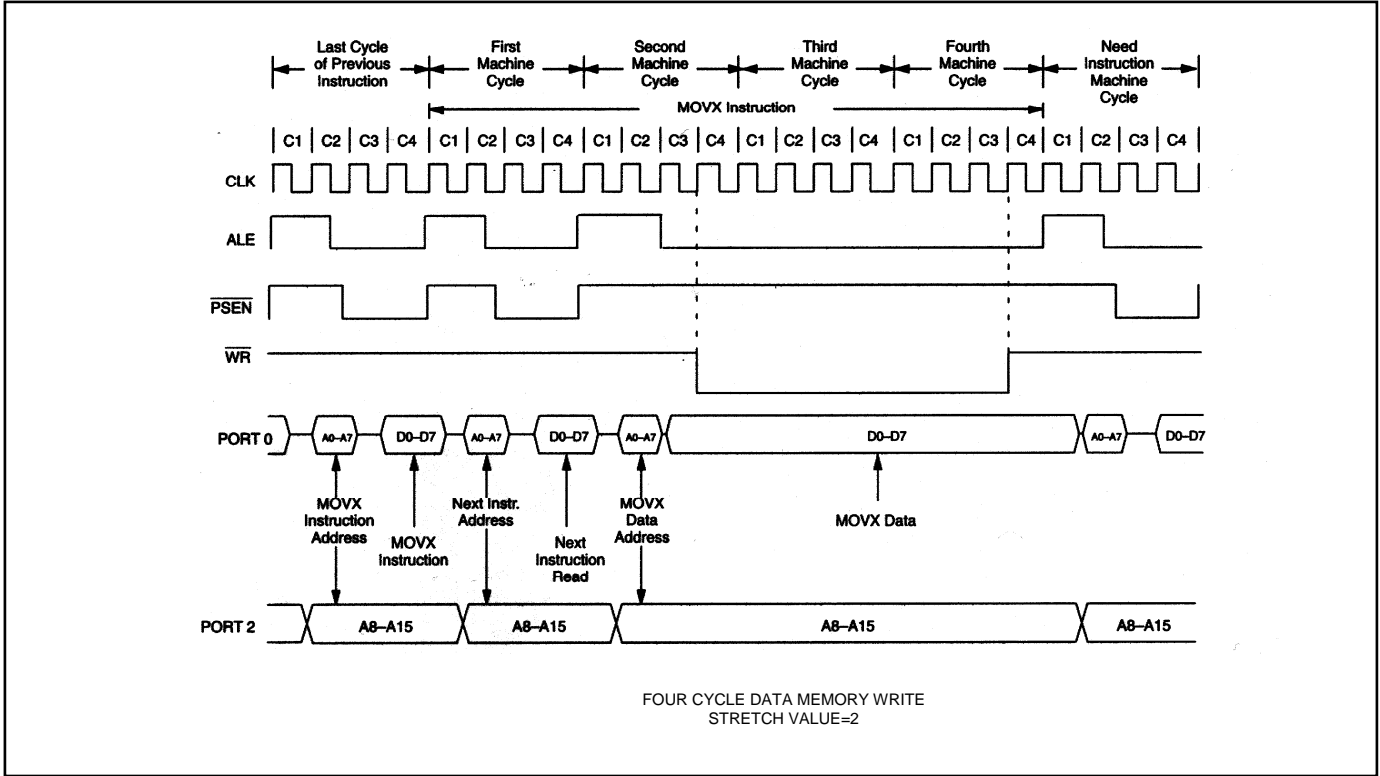 Last Cycle
of Previous
Instruction
First
Machine
Cycle
Second
Machine
Cycle
Third
Machine
Cycle
Fourth
Machine
Cycle
Need
Instruction
Machine
Cycle
MOVX Instruction
C1 C2 C3 C4 C1 C2 C3 C4 C1 C2 C3 C4 C1 C2 C3 C4 C1 C2 C3 C4 C1 C2 C3 C4
CLK
ALE
PSEN
WR
PORT 0 A0–A7 D0–D7 A0–A7 D0–D7 A0–A7 D0–D7 A0–A7 D0–D7
MOVX
Instruction
Address
MOVX
Instruction
Next Instr.
Address
Next
Instruction
Read
MOVX
Data
Address
MOVX Data
PORT 2 A8–A15 A8–A15 A8–A15 A8–A15
FOUR CYCLE DATA MEMORY WRITE
STRETCH VALUE=2